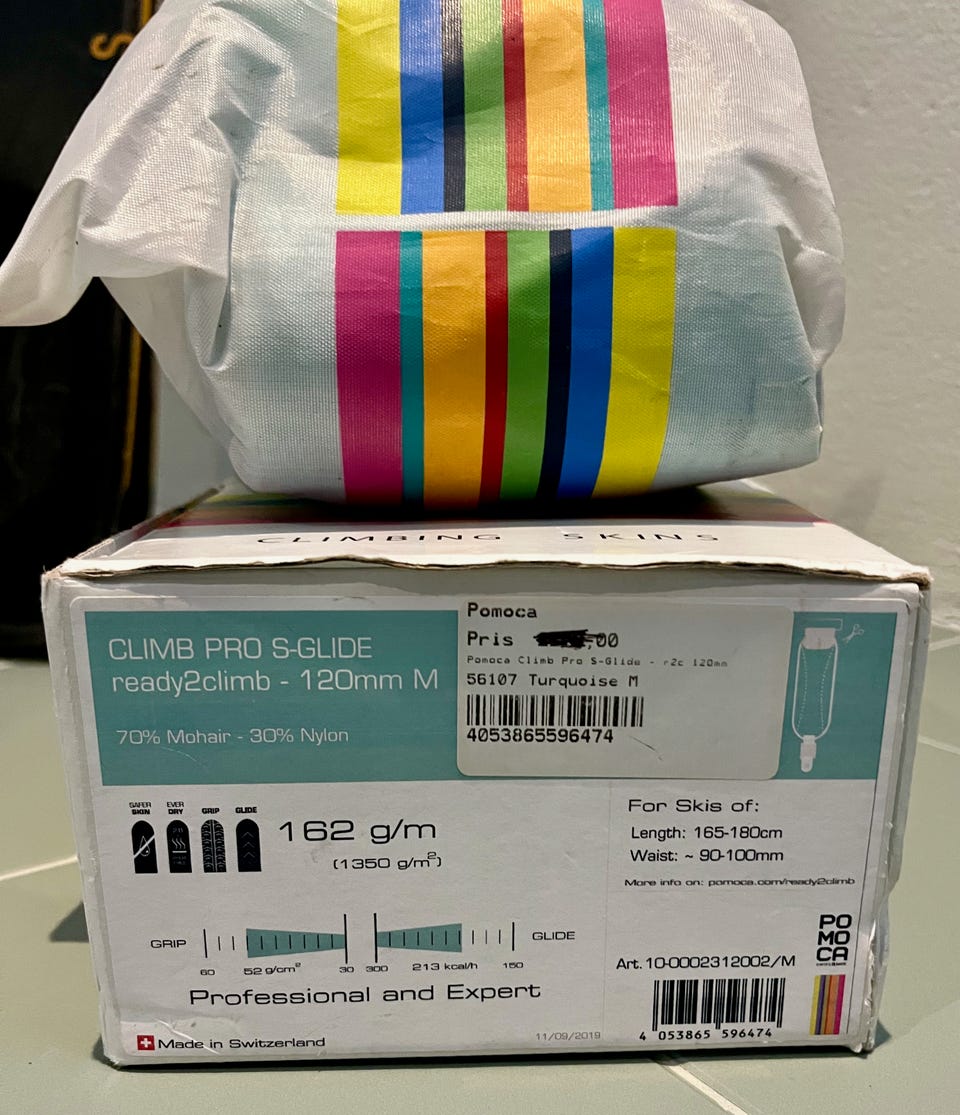 S
CLIMBING SKINS
CLIMB PRO S-GLIDE
ready2climb - 120mm M
70% Mohair - 30% Nylon
Pomoca
Pris ,00
Pomoca Climb Pro S-Glide - r2c 120mm
56107 Turquoise M
4053865596474
SAFER SKIN
EVER DRY
GRIP
GLIDE
162 g/m
(1350 g/m²)
For Skis of:
Length: 165-180cm
Waist: ~ 90-100mm
More info on: pomoca.com/ready2climb
GRIP
GLIDE
60 52 g/cm² 30 300 213 kcal/h 150
Professional and Expert
POMOCA
Art. 10-0002312002/M
4 053865 596474
Made in Switzerland
11/09/2019